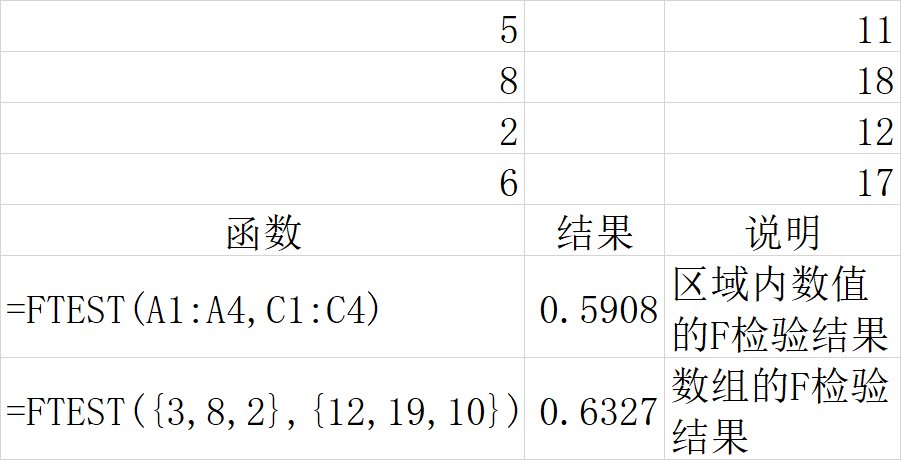 5 11
8 18
2 12
6 17
函数 结果 说明
=FTEST(A1:A4,C1:C4) 0.5908 区域内数值
的F检验结果
=FTEST({3,8,2},{12,19,10}) 0.6327 数组的F检验
结果